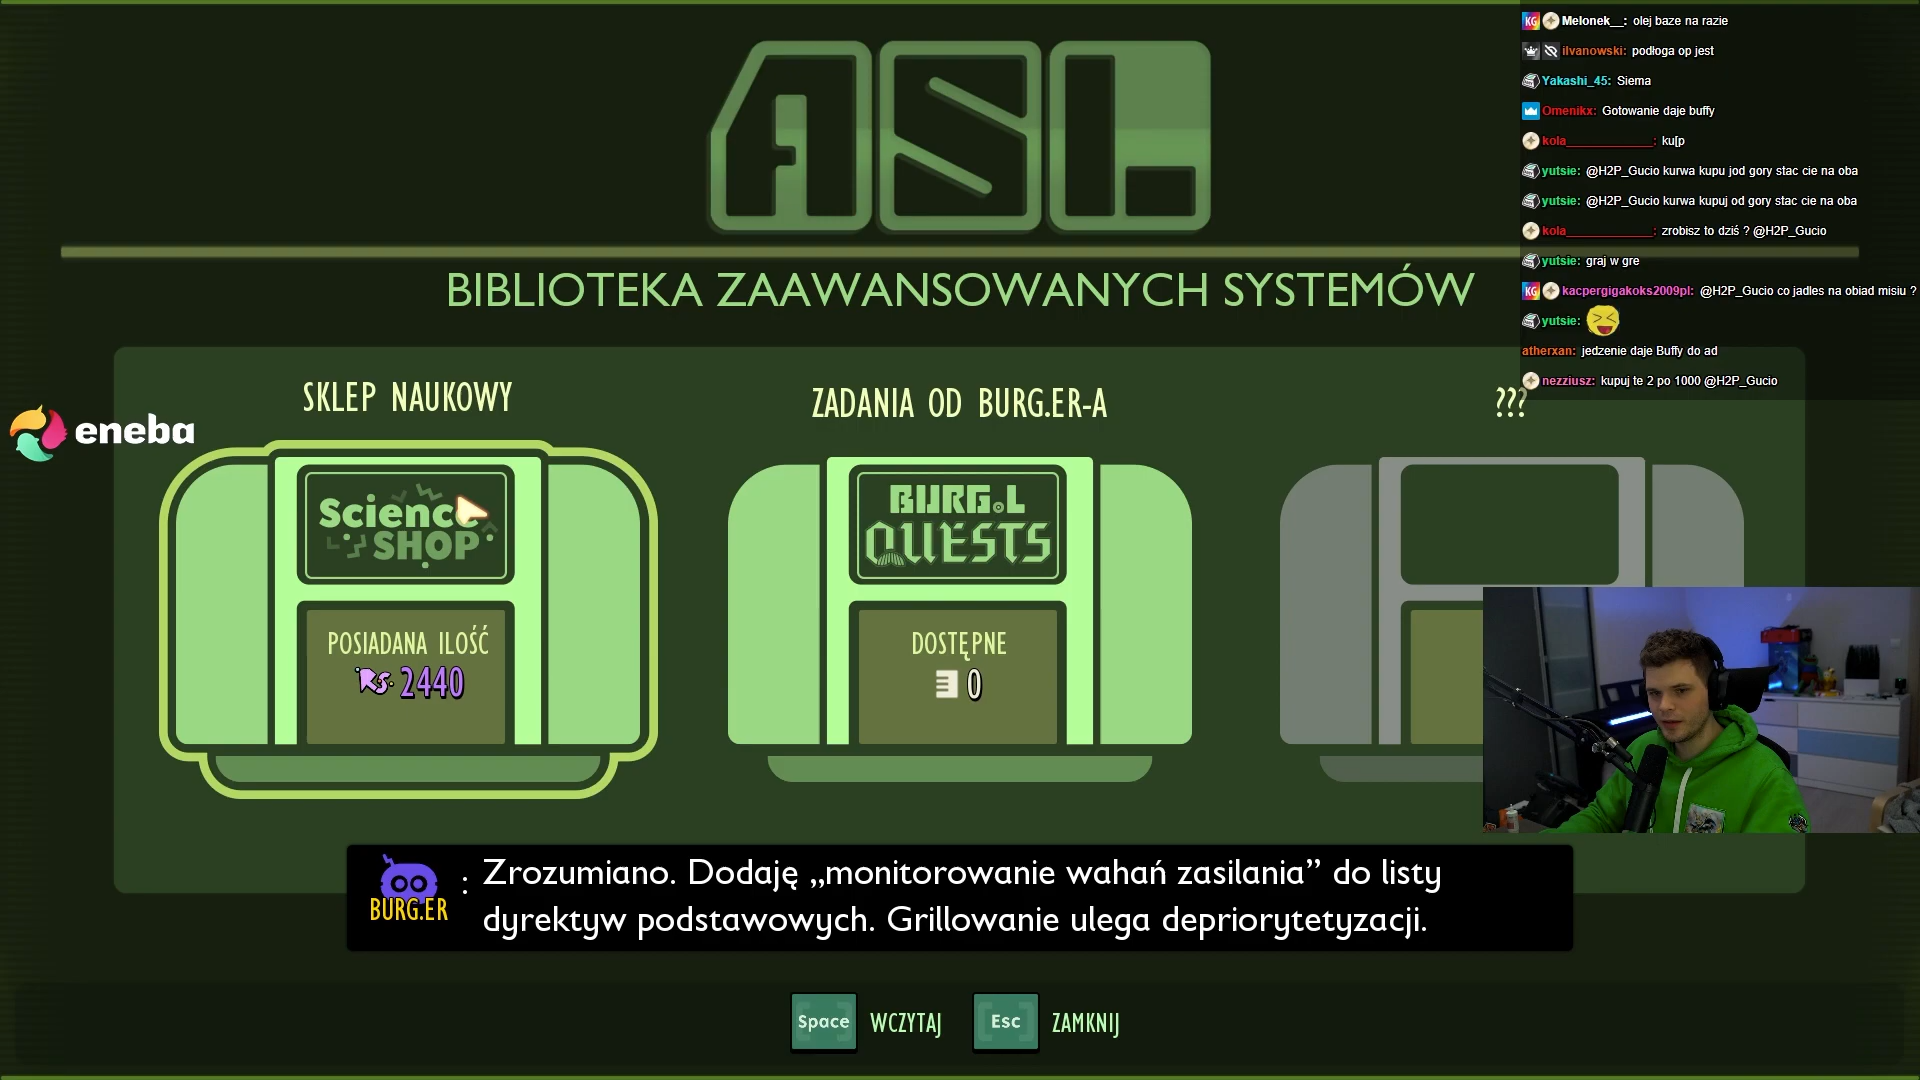 ASL
BIBLIOTEKA ZAAWANSOWANYCH SYSTEMÓW
SKLEP NAUKOWY
Science
SHOP
POSIADANA ILOŚĆ
2440
ZADANIA OD BURG.ER-A
BURG.L
QUESTS
DOSTĘPNE
0
???
eneba
BURG.ER
: Zrozumiano. Dodaję „monitorowanie wahań zasilania” do listy
dyrektyw podstawowych. Grillowanie ulega depriorytetyzacji.
Space WCZYTAJ Esc ZAMKNIJ
KG Melonek__: olej baze na razie
ilvanowski: podłoga op jest
Yakashi_45: Siema
Omenikx: Gotowanie daje buffy
kola____________: ku[p
yutsie: @H2P_Gucio kurwa kupu jod gory stac cie na oba
yutsie: @H2P_Gucio kurwa kupuj od gory stac cie na oba
kola____________: zrobisz to dziś ? @H2P_Gucio
yutsie: graj w gre
KG kacpergigakoks2009pl: @H2P_Gucio co jadles na obiad misiu ?
yutsie:
atherxan: jedzenie daje Buffy do ad
nezziusz: kupuj te 2 po 1000 @H2P_Gucio